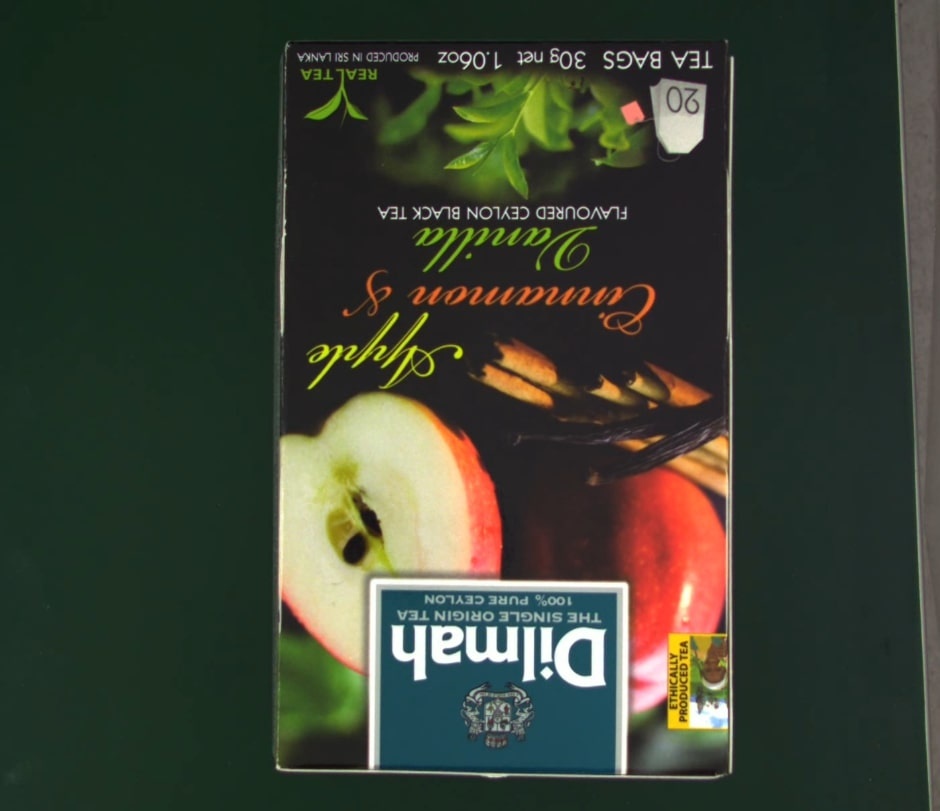 Dilmah
THE SINGLE ORIGIN TEA
100% PURE CEYLON
ETHICALLY
PRODUCED TEA
Apple
Cinnamon &
Vanilla
FLAVOURED CEYLON BLACK TEA
20
REAL TEA
TEA BAGS 30g net 1.06oz PRODUCED IN SRI LANKA